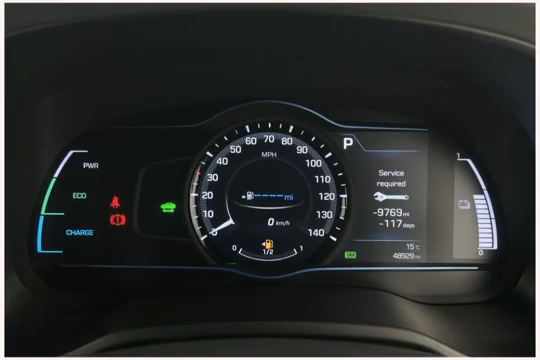 PWR
ECO
CHARGE
0
10
20
30
40
50
60
70
80
90
100
110
120
130
140
MPH
----mi
0 km/h
0
1/2
P
Service
required
-9769 mi
-117 days
15 °C
48929 mi
1
0